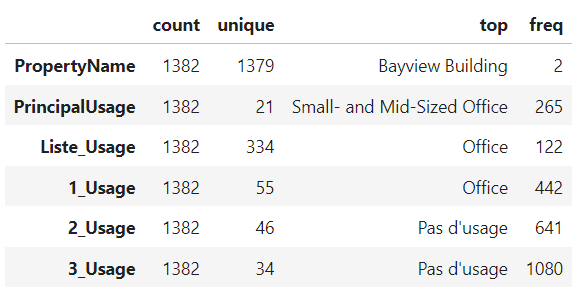 count unique top freq
PropertyName 1382 1379 Bayview Building 2
PrincipalUsage 1382 21 Small- and Mid-Sized Office 265
Liste_Usage 1382 334 Office 122
1_Usage 1382 55 Office 442
2_Usage 1382 46 Pas d'usage 641
3_Usage 1382 34 Pas d'usage 1080